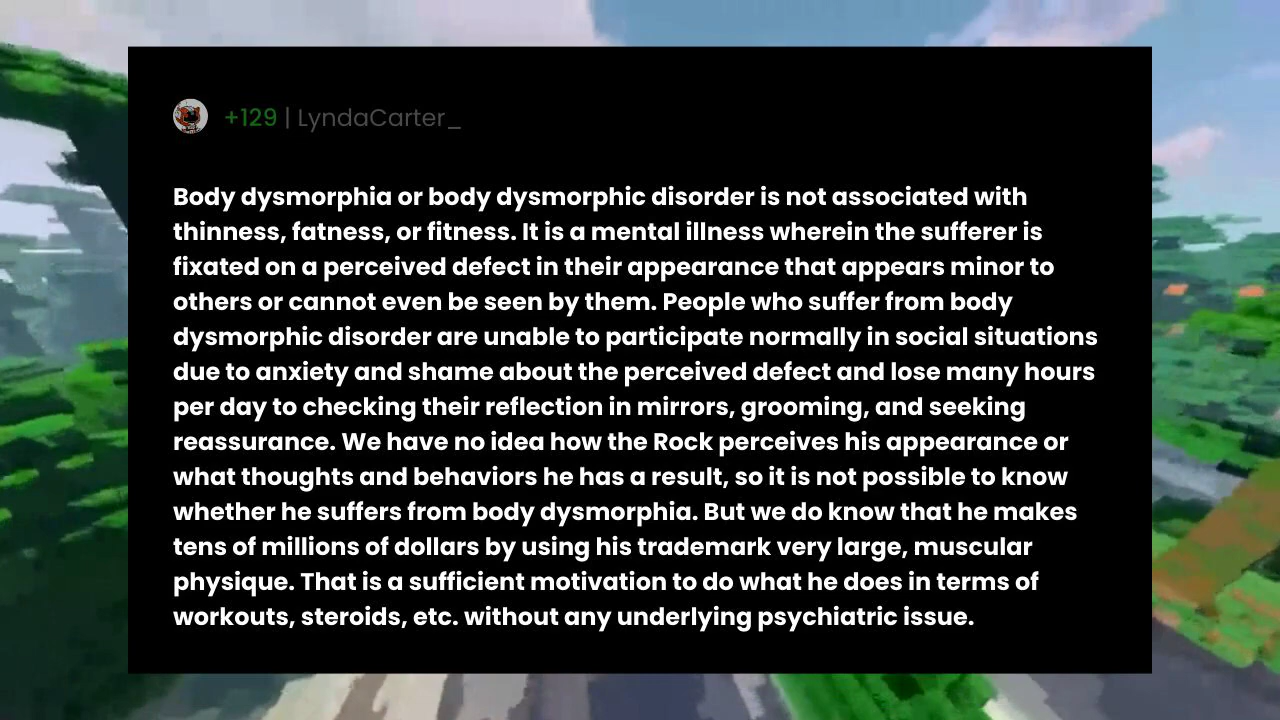 +129 | LyndaCarter_
Body dysmorphia or body dysmorphic disorder is not associated with
thinness, fatness, or fitness. It is a mental illness wherein the sufferer is
fixated on a perceived defect in their appearance that appears minor to
others or cannot even be seen by them. People who suffer from body
dysmorphic disorder are unable to participate normally in social situations
due to anxiety and shame about the perceived defect and lose many hours
per day to checking their reflection in mirrors, grooming, and seeking
reassurance. We have no idea how the Rock perceives his appearance or
what thoughts and behaviors he has a result, so it is not possible to know
whether he suffers from body dysmorphia. But we do know that he makes
tens of millions of dollars by using his trademark very large, muscular
physique. That is a sufficient motivation to do what he does in terms of
workouts, steroids, etc. without any underlying psychiatric issue.